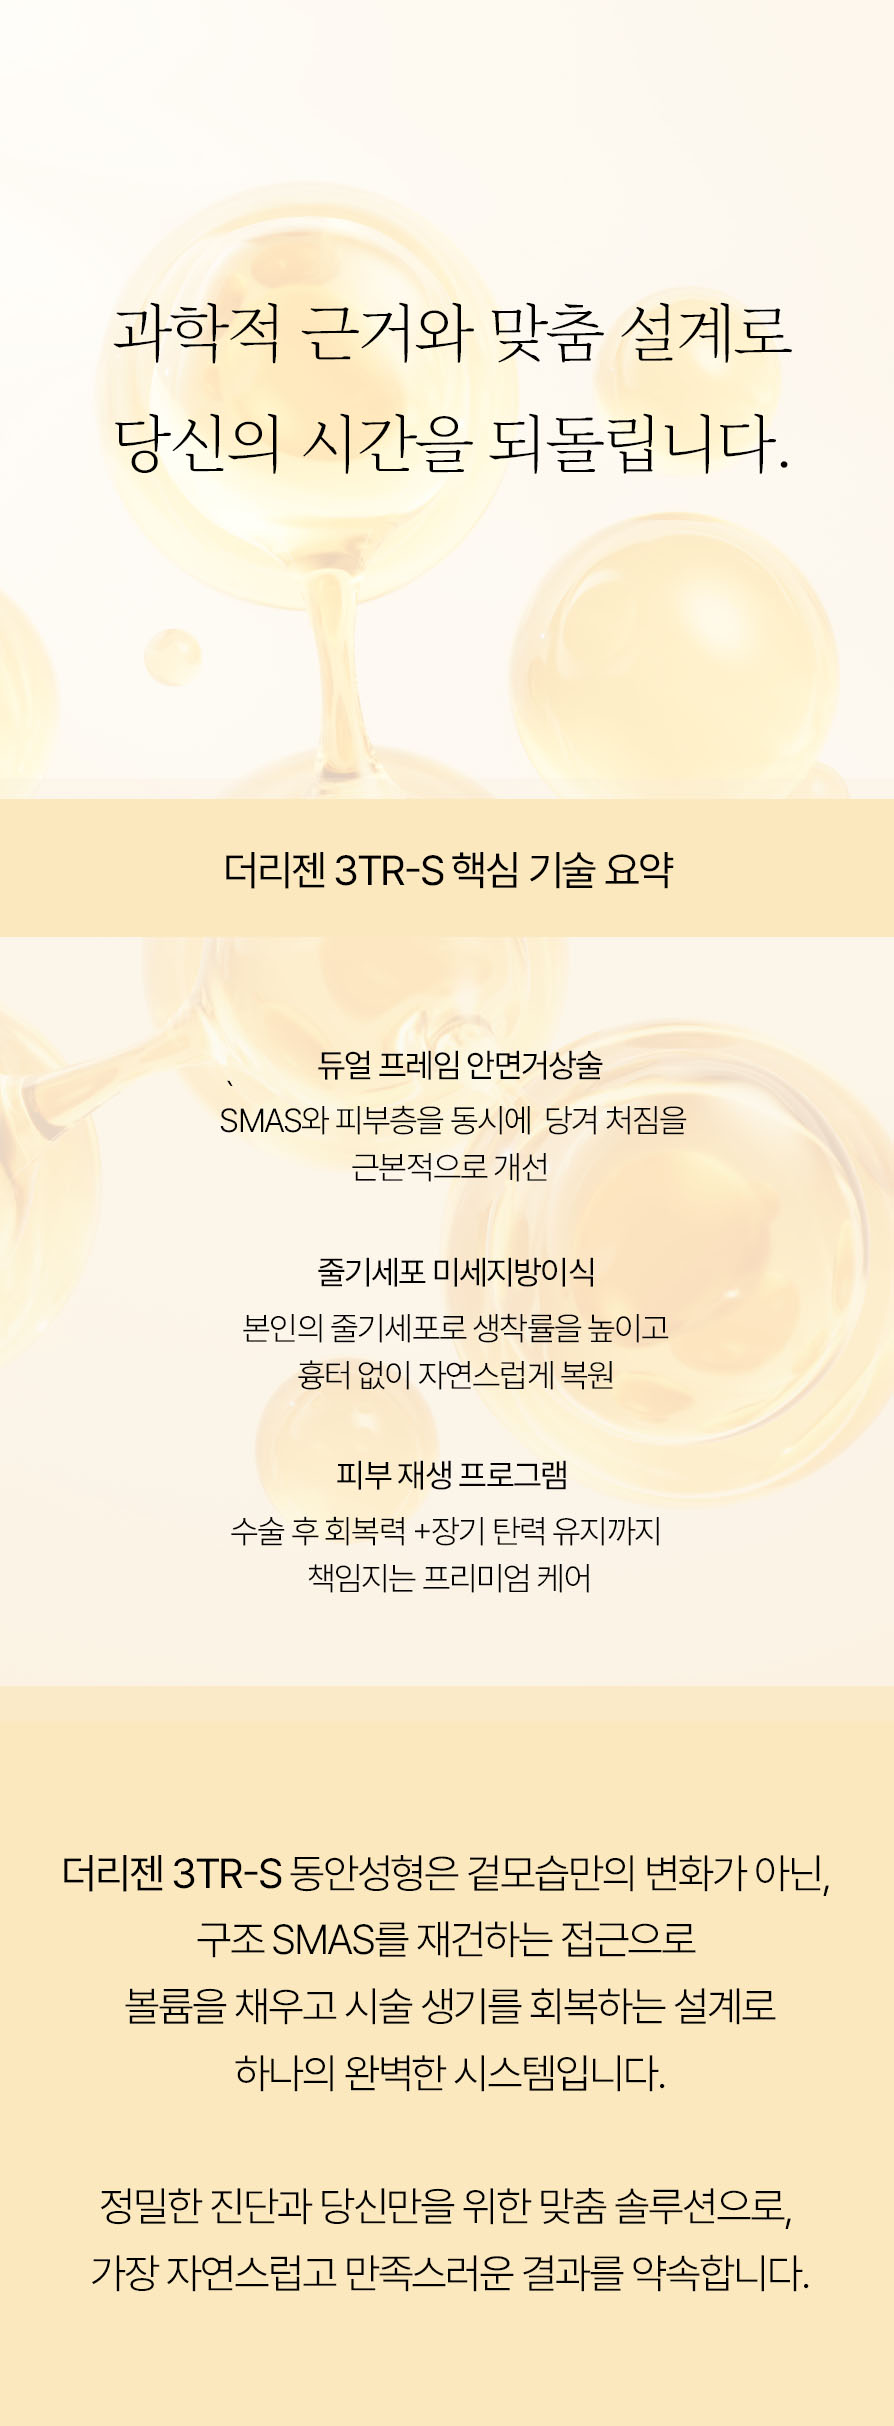 과학적 근거와 맞춤 설계로
당신의 시간을 되돌립니다.
더리젠 3TR-S 핵심 기술 요약
듀얼 프레임 안면거상술
`
SMAS와 피부층을 동시에 당겨 처짐을
근본적으로 개선
줄기세포 미세지방이식
본인의 줄기세포로 생착률을 높이고
흉터 없이 자연스럽게 복원
피부 재생 프로그램
수술 후 회복력 +장기 탄력 유지까지
책임지는 프리미엄 케어
더리젠 3TR-S 동안성형은 겉모습만의 변화가 아닌,
구조 SMAS를 재건하는 접근으로
볼륨을 채우고 시술 생기를 회복하는 설계로
하나의 완벽한 시스템입니다.
정밀한 진단과 당신만을 위한 맞춤 솔루션으로,
가장 자연스럽고 만족스러운 결과를 약속합니다.